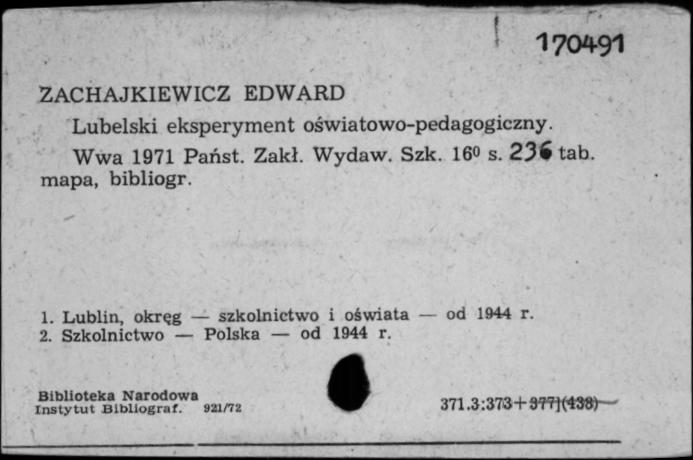 170491
ZACHAJKIEWICZ EDWARD
Lubelski eksperyment oświatowo-pedagogiczny.
Wwa 1971 Państ. Zakł. Wydaw. Szk. 16⁰ s. 236 tab.
mapa, bibliogr.
1. Lublin, okręg — szkolnictwo i oświata — od 1944 r.
2. Szkolnictwo — Polska — od 1944 r.
Biblioteka Narodowa
Instytut Bibliograf. 921/72
371.3:373+377](438)